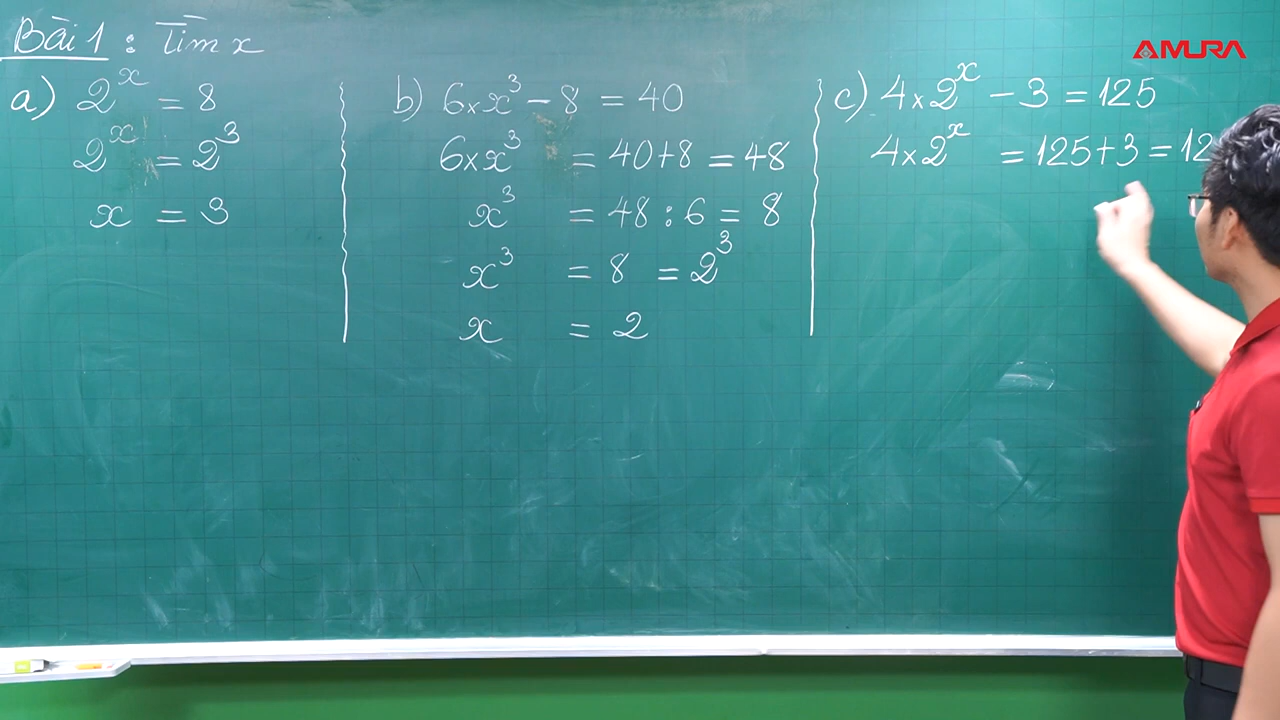 AMURA
Bài 1 : Tìm x
a) 2^x = 8
2^x = 2^3
x = 3
b) 6 × x^3 - 8 = 40
6 × x^3 = 40 + 8 = 48
x^3 = 48 : 6 = 8
x^3 = 8 = 2^3
x = 2
c) 4 × 2^x - 3 = 125
4 × 2^x = 125 + 3 = 12